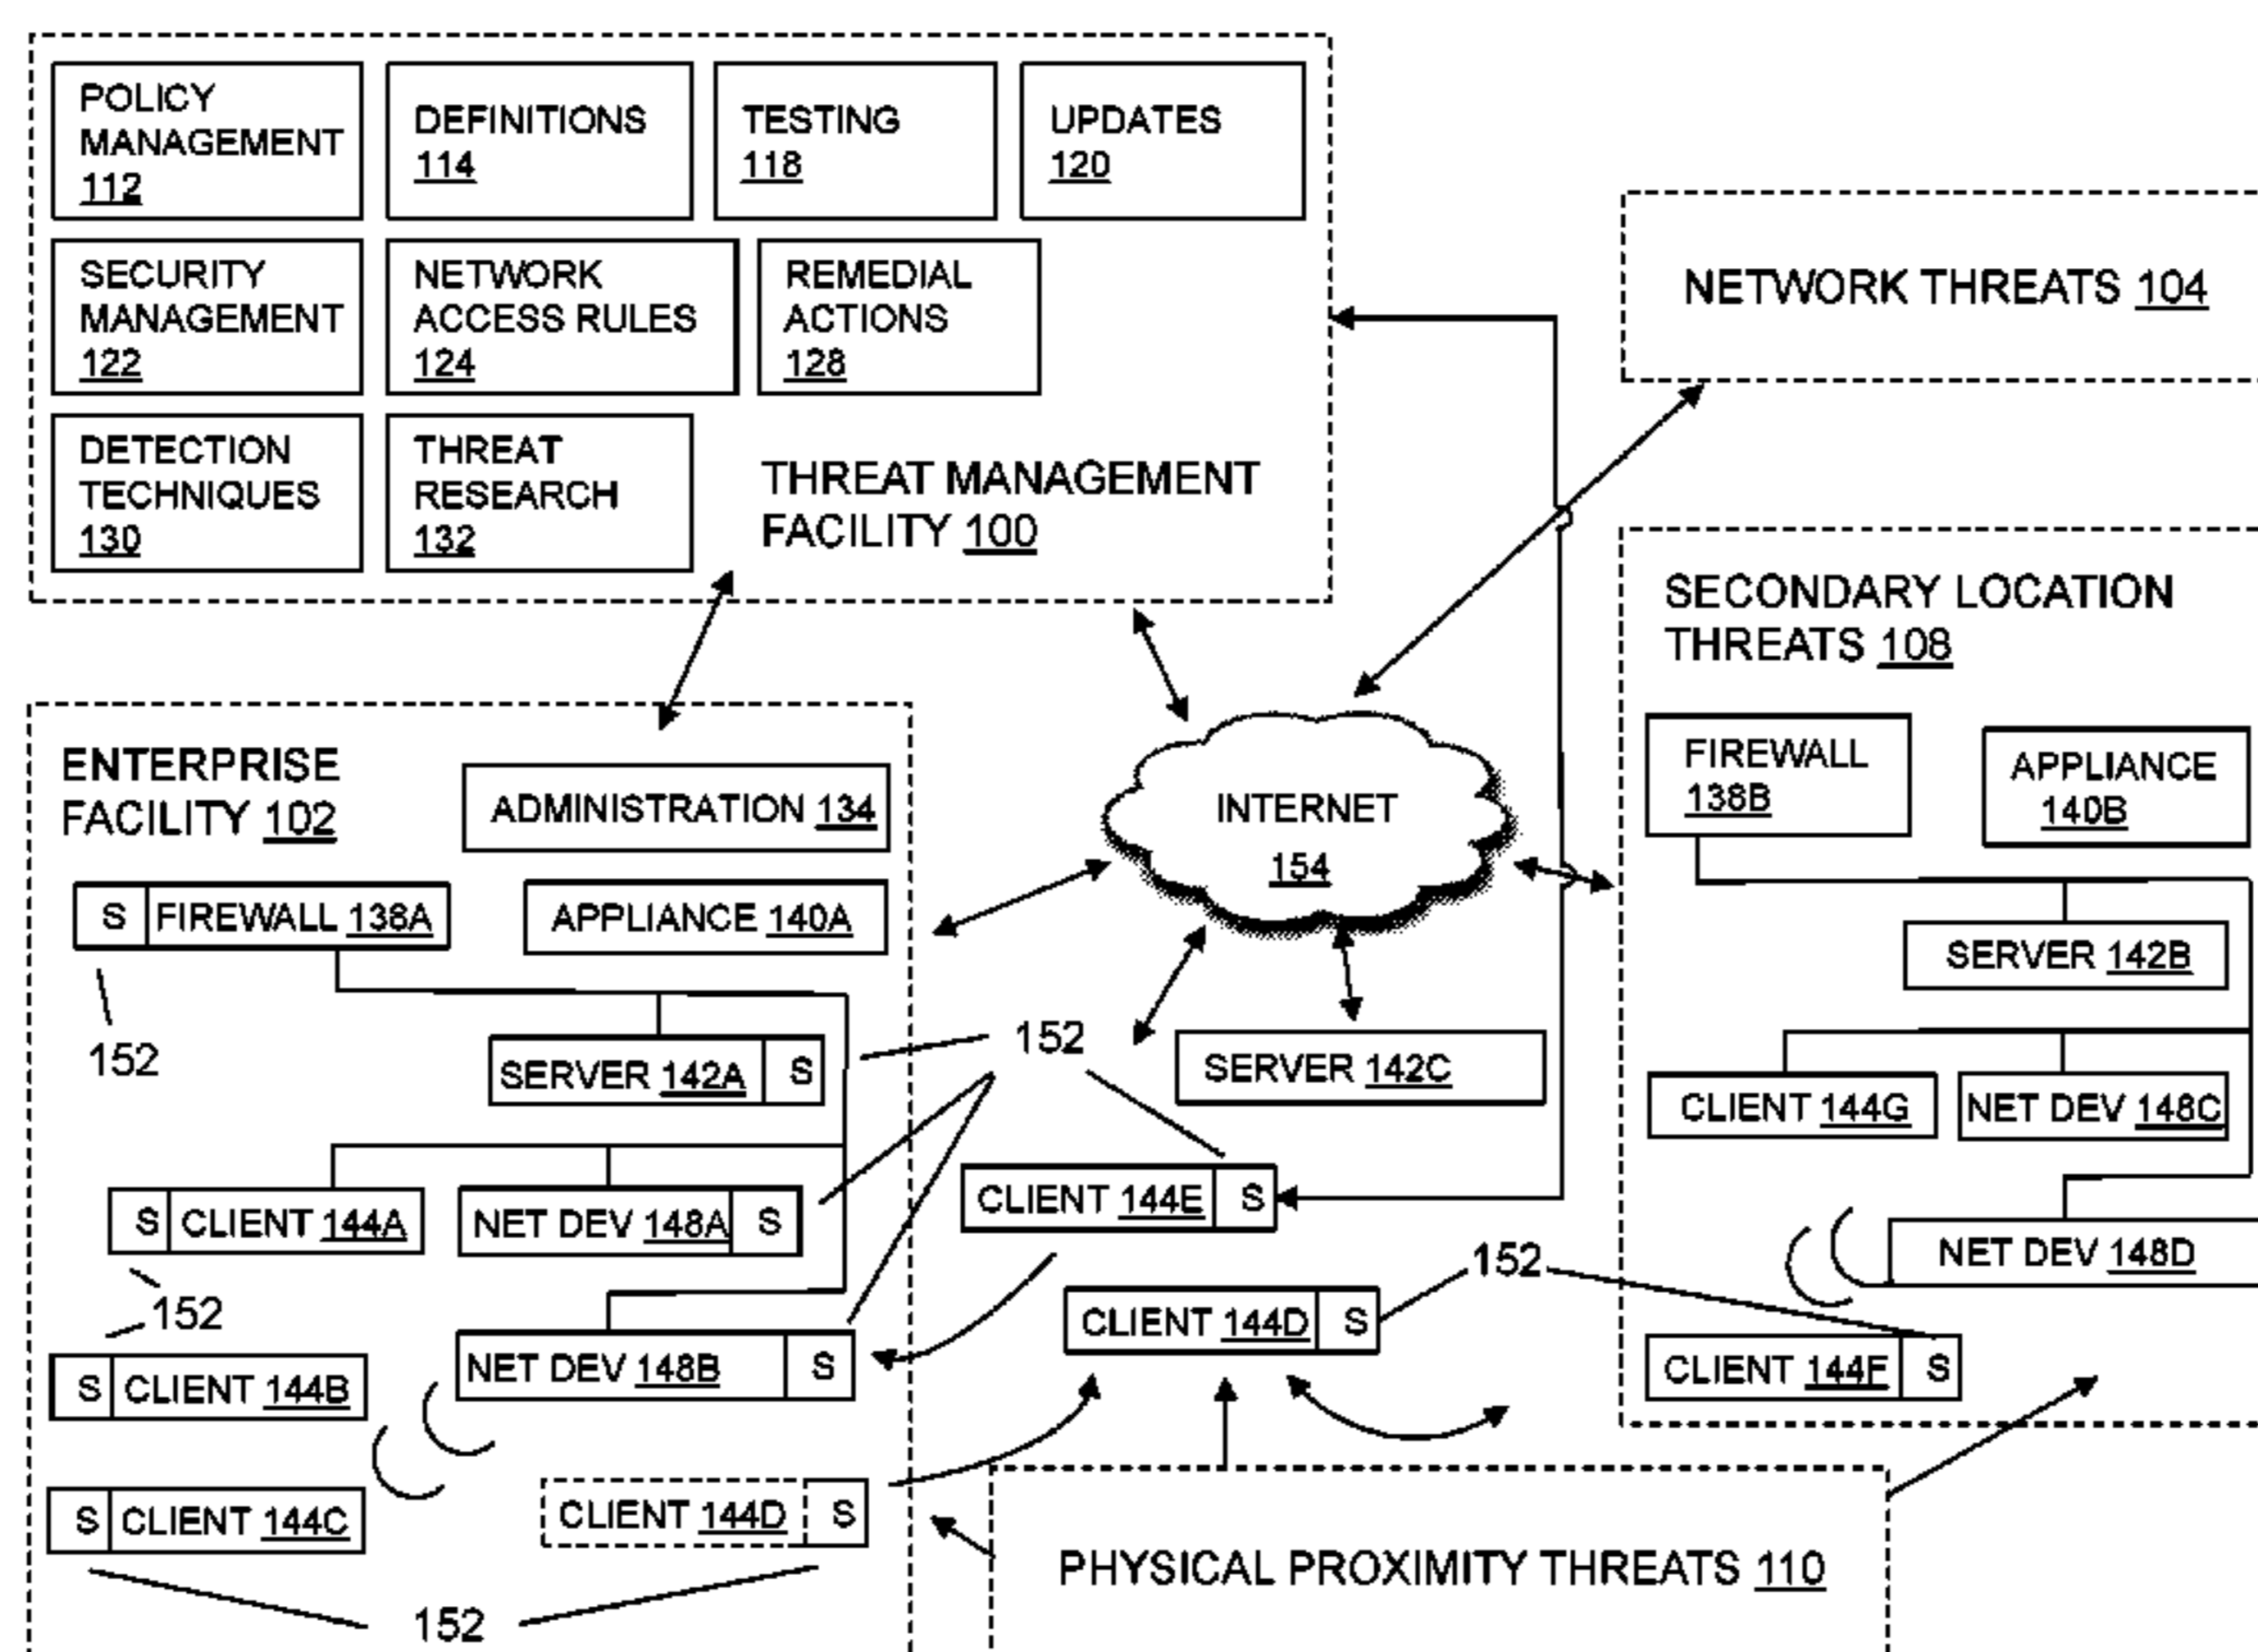 POLICY
MANAGEMENT
112
DEFINITIONS
114
TESTING
118
UPDATES
120
SECURITY
MANAGEMENT
122
NETWORK
ACCESS RULES
124
REMEDIAL
ACTIONS
128
DETECTION
TECHNIQUES
130
THREAT
RESEARCH
132
THREAT MANAGEMENT
FACILITY 100
NETWORK THREATS 104
SECONDARY LOCATION
THREATS 108
FIREWALL
138B
APPLIANCE
140B
SERVER 142B
CLIENT 144G
NET DEV 148C
NET DEV 148D
CLIENT 144F S
ENTERPRISE
FACILITY 102
ADMINISTRATION 134
S FIREWALL 138A
APPLIANCE 140A
152
SERVER 142A S
S CLIENT 144A
NET DEV 148A S
152
S CLIENT 144B
NET DEV 148B S
S CLIENT 144C
CLIENT 144D S
152
INTERNET
154
152
SERVER 142C
CLIENT 144E S
152
CLIENT 144D S
PHYSICAL PROXIMITY THREATS 110